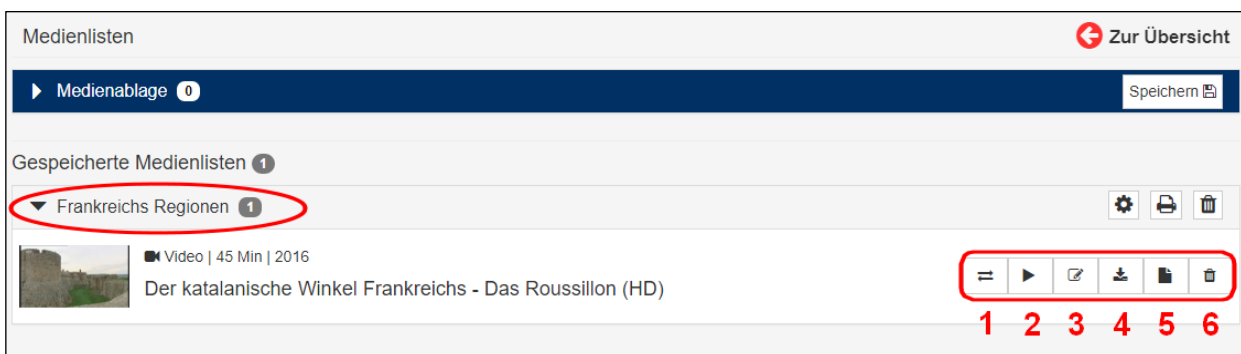 Medienlisten
Zur Übersicht
Medienablage 0
Speichern
Gespeicherte Medienlisten 1
Frankreichs Regionen 1
Video | 45 Min | 2016
Der katalanische Winkel Frankreichs - Das Roussillon (HD)
1 2 3 4 5 6